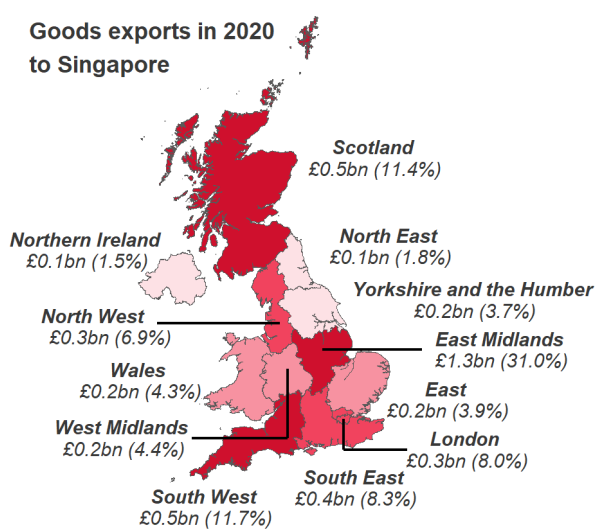 Goods exports in 2020
to Singapore
Scotland
£0.5bn (11.4%)
Northern Ireland
£0.1bn (1.5%)
North East
£0.1bn (1.8%)
Yorkshire and the Humber
£0.2bn (3.7%)
North West
£0.3bn (6.9%)
East Midlands
£1.3bn (31.0%)
Wales
£0.2bn (4.3%)
East
£0.2bn (3.9%)
West Midlands
£0.2bn (4.4%)
London
£0.3bn (8.0%)
South East
£0.4bn (8.3%)
South West
£0.5bn (11.7%)